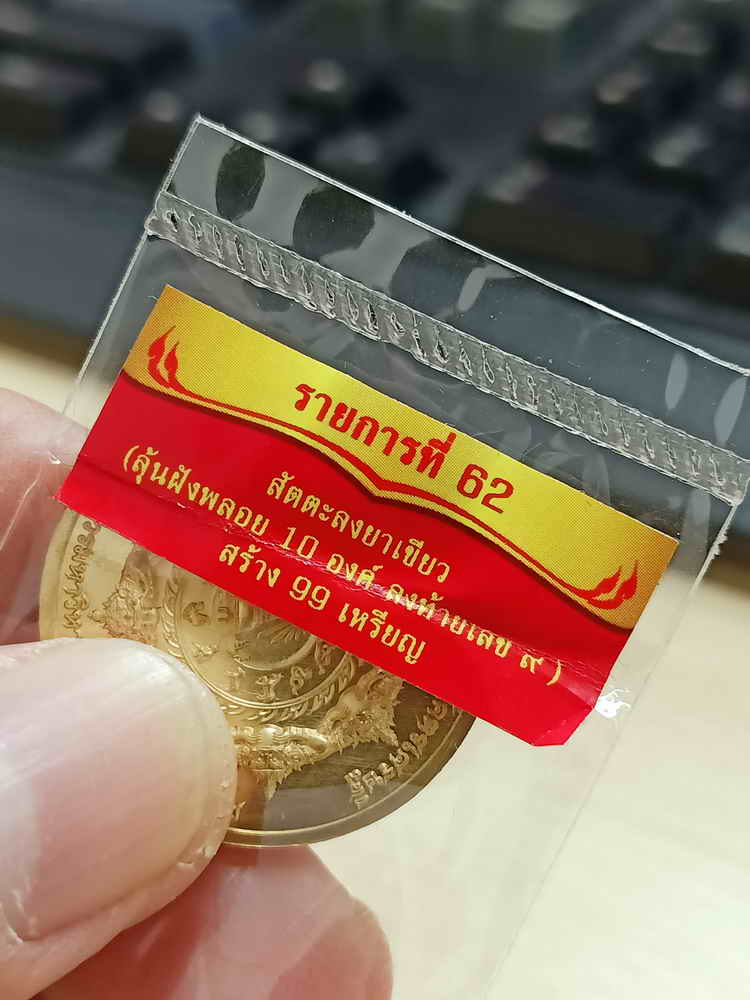 รายการที่ 62
สัตตะลงยาเขียว
(ลุ้นฝังพลอย 10 องค์ ลงท้ายเลข ๙ )
สร้าง 99 เหรียญ